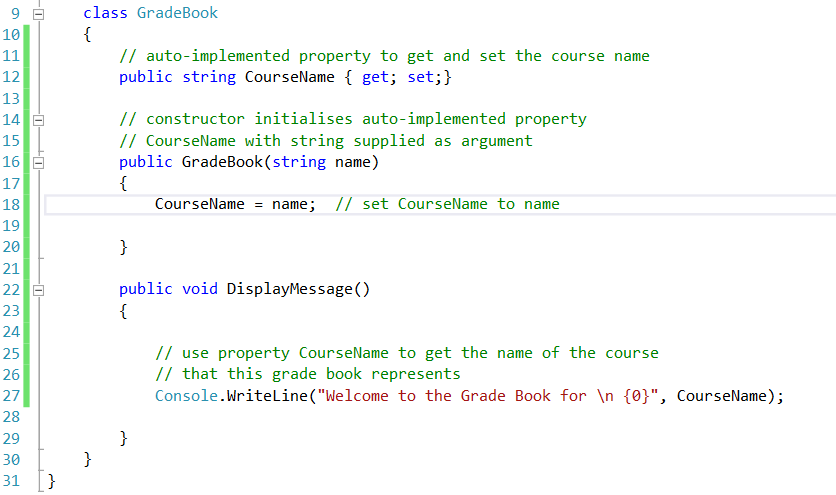 9 class GradeBook
10 {
11 // auto-implemented property to get and set the course name
12 public string CourseName { get; set;}
13
14 // constructor initialises auto-implemented property
15 // CourseName with string supplied as argument
16 public GradeBook(string name)
17 {
18 CourseName = name;  // set CourseName to name
19
20 }
21
22 public void DisplayMessage()
23 {
24
25 // use property CourseName to get the name of the course
26 // that this grade book represents
27 Console.WriteLine("Welcome to the Grade Book for \n {0}", CourseName);
28
29 }
30 }
31 }